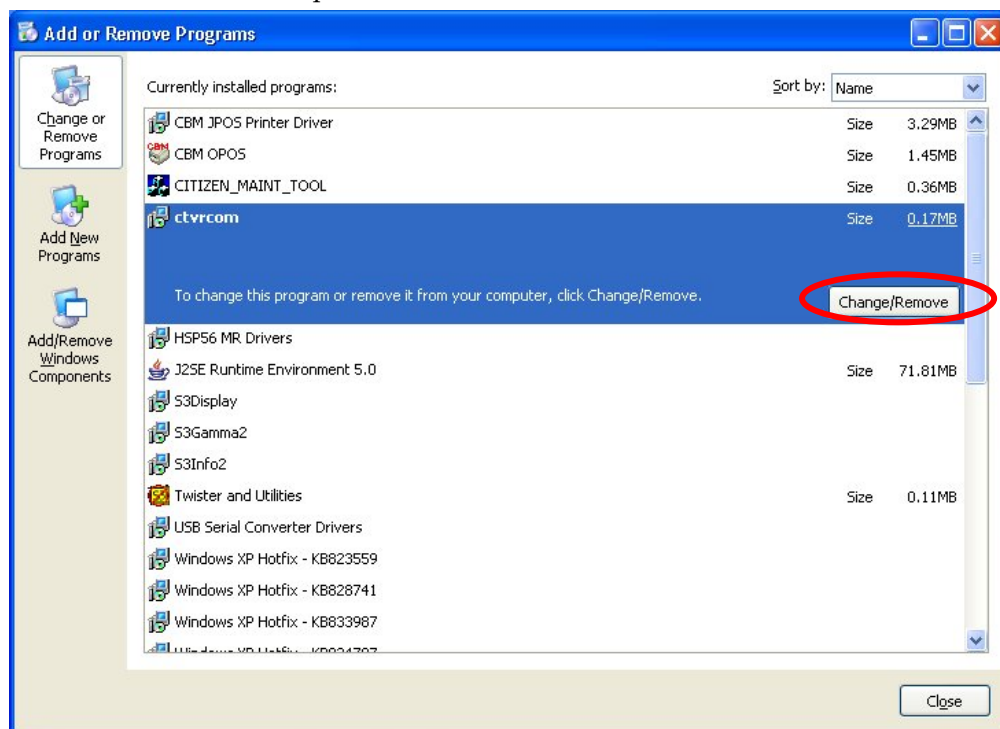 Add or Remove Programs
Change or
Remove
Programs
Add New
Programs
Add/Remove
Windows
Components
Currently installed programs:
Sort by: Name
CBM JPOS Printer Driver Size 3.29MB
CBM OPOS Size 1.45MB
CITIZEN_MAINT_TOOL Size 0.36MB
ctvrcom Size 0.17MB
To change this program or remove it from your computer, click Change/Remove. Change/Remove
HSP56 MR Drivers
J2SE Runtime Environment 5.0 Size 71.81MB
S3Display
S3Gamma2
S3Info2
Twister and Utilities Size 0.11MB
USB Serial Converter Drivers
Windows XP Hotfix - KB823559
Windows XP Hotfix - KB828741
Windows XP Hotfix - KB833987
Close